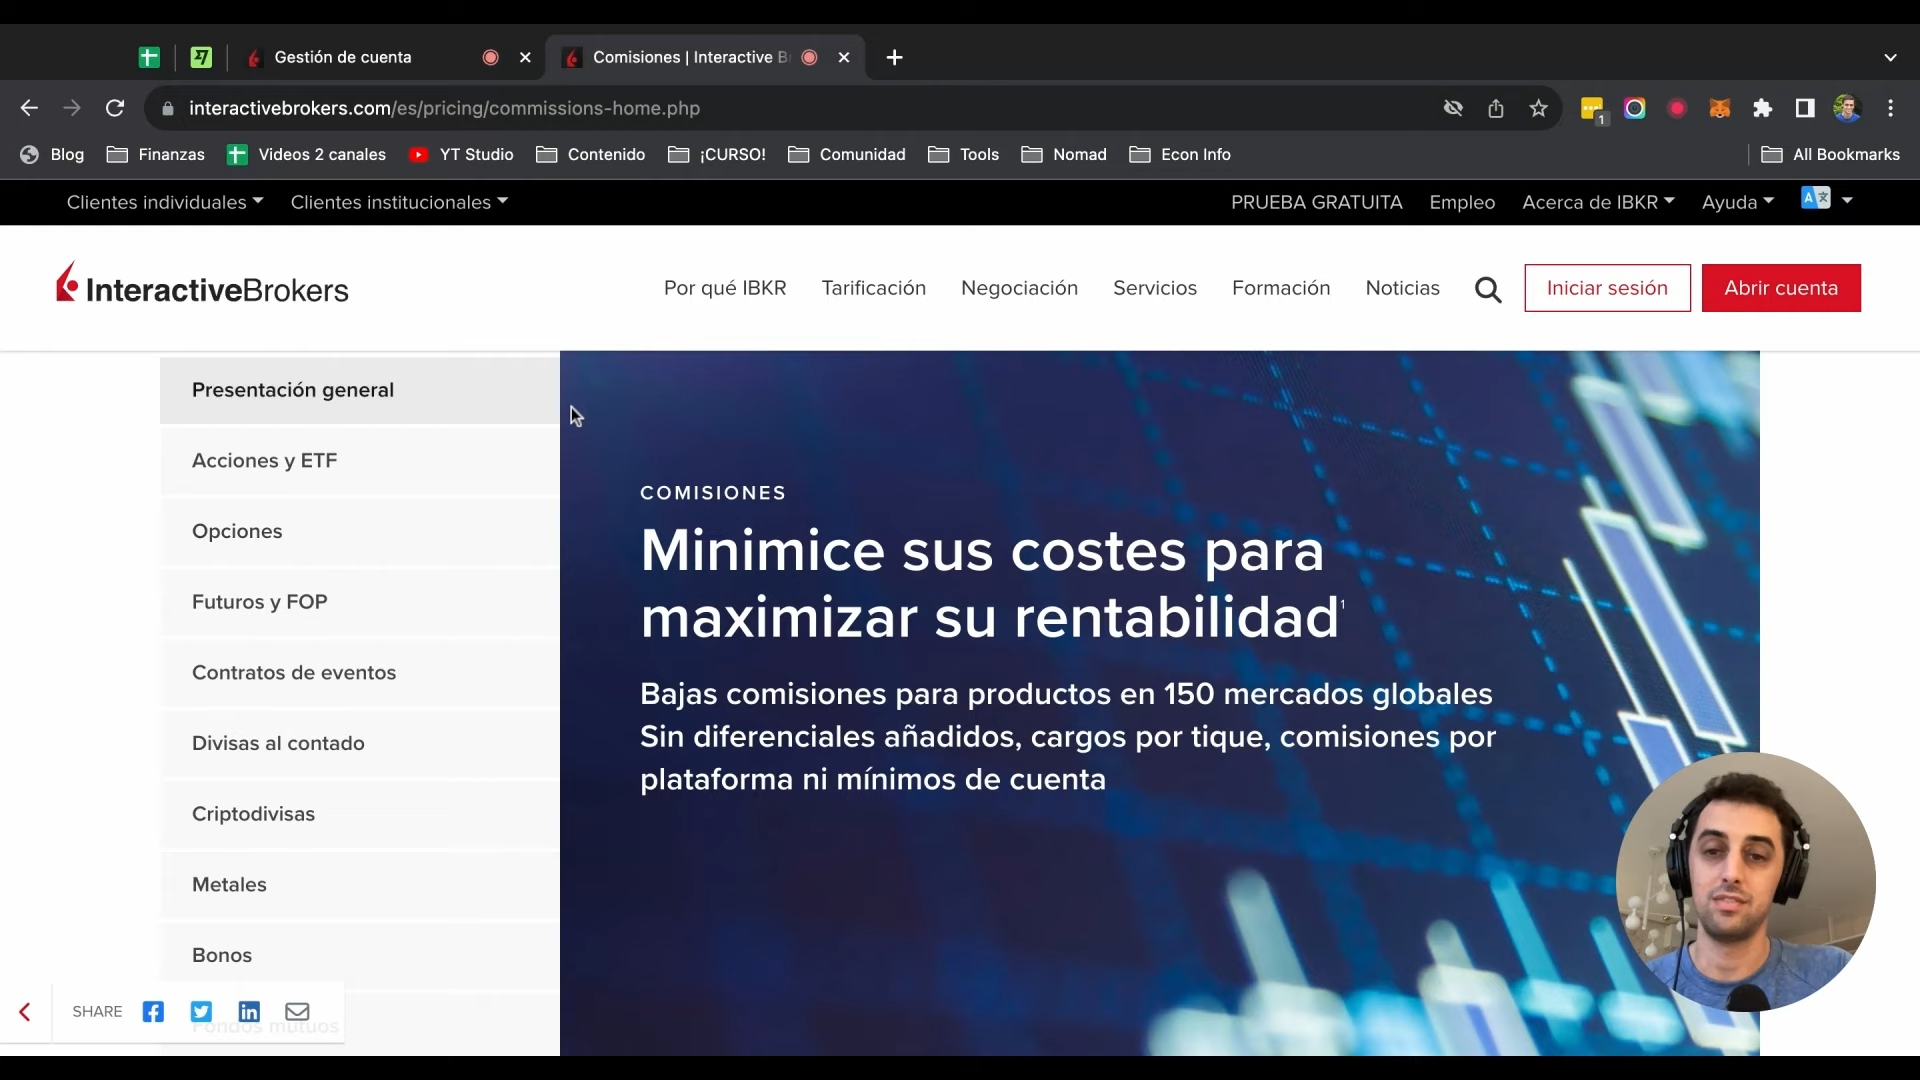 Gestión de cuenta
Comisiones | Interactive Br
interactivebrokers.com/es/pricing/commissions-home.php
1
Blog
Finanzas
Videos 2 canales
YT Studio
Contenido
¡CURSO!
Comunidad
Tools
Nomad
Econ Info
All Bookmarks
Clientes individuales
Clientes institucionales
PRUEBA GRATUITA
Empleo
Acerca de IBKR
Ayuda
InteractiveBrokers
Por qué IBKR
Tarificación
Negociación
Servicios
Formación
Noticias
Iniciar sesión
Abrir cuenta
Presentación general
Acciones y ETF
Opciones
Futuros y FOP
Contratos de eventos
Divisas al contado
Criptodivisas
Metales
Bonos
Fondos mutuos
SHARE
COMISIONES
Minimice sus costes para
maximizar su rentabilidad¹
Bajas comisiones para productos en 150 mercados globales
Sin diferenciales añadidos, cargos por tique, comisiones por
plataforma ni mínimos de cuenta